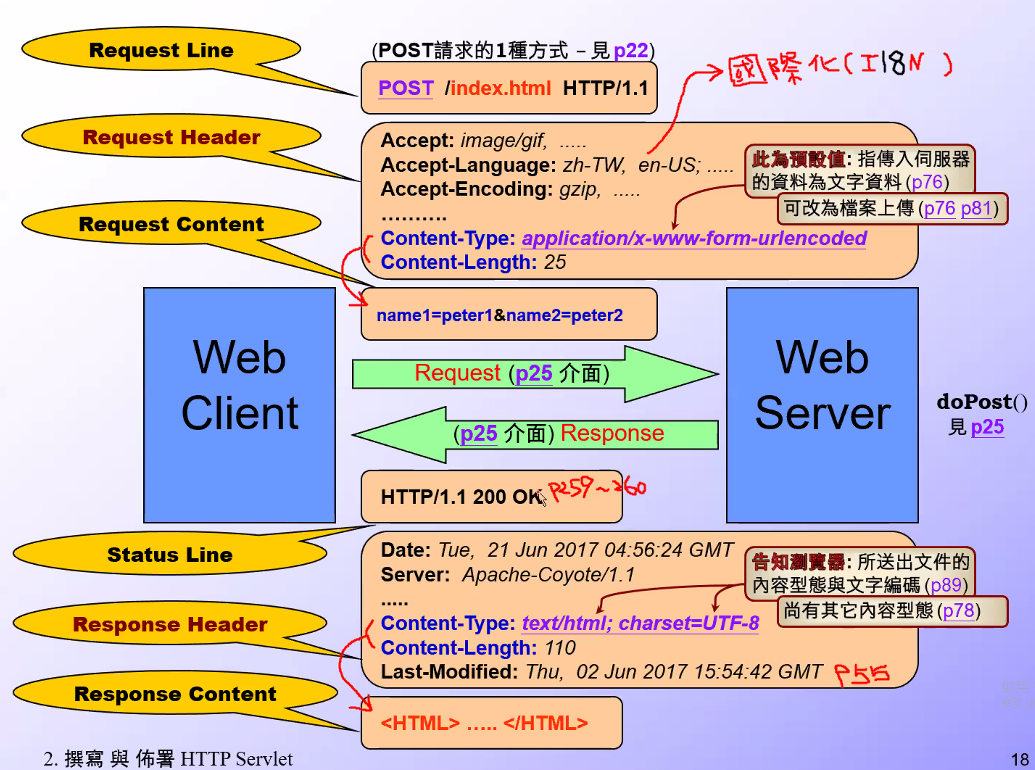 Request Line
(POST請求的1種方式 – 見 p22)
POST /index.html HTTP/1.1
國際化(I18N)
Request Header
Accept: image/gif, .....
Accept-Language: zh-TW, en-US; .....
Accept-Encoding: gzip, .....
..........
Content-Type: application/x-www-form-urlencoded
Content-Length: 25
此為預設值: 指傳入伺服器
的資料為文字資料 (p76)
可改為檔案上傳 (p76 p81)
Request Content
name1=peter1&name2=peter2
Web
Client
Web
Server
Request (p25 介面)
(p25 介面) Response
doPost()
見 p25
HTTP/1.1 200 OK
P259~260
Status Line
Date: Tue, 21 Jun 2017 04:56:24 GMT
Server: Apache-Coyote/1.1
.....
Content-Type: text/html; charset=UTF-8
Content-Length: 110
Last-Modified: Thu, 02 Jun 2017 15:54:42 GMT
P55
告知瀏覽器: 所送出文件的
內容型態與文字編碼 (p89)
尚有其它內容型態 (p78)
Response Header
Response Content
<HTML> ..... </HTML>
2. 撰寫 與 佈署 HTTP Servlet
18